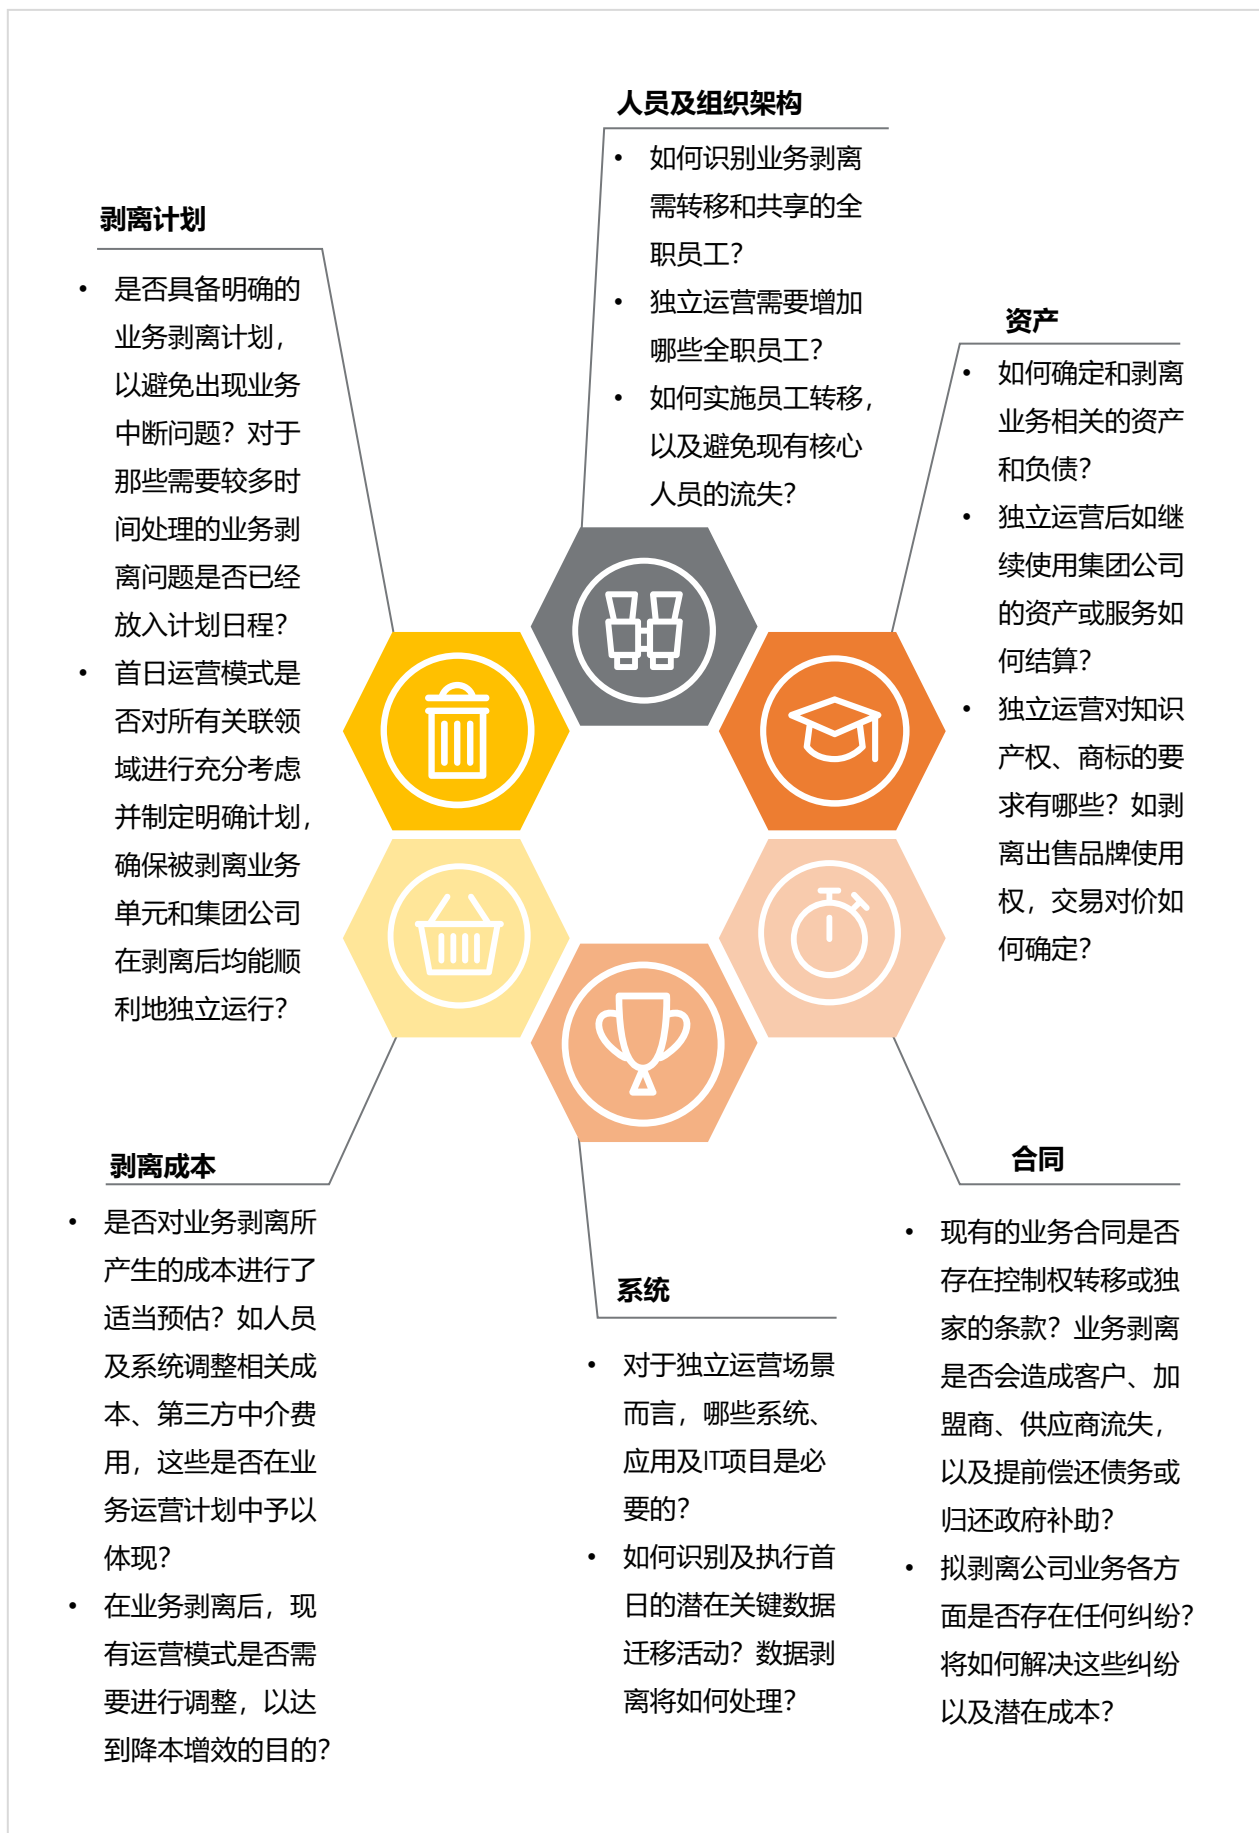 人员及组织架构
• 如何识别业务剥离
需转移和共享的全
职员工?
• 独立运营需要增加
哪些全职员工?
• 如何实施员工转移,
以及避免现有核心
人员的流失?
剥离计划
• 是否具备明确的
业务剥离计划,
以避免出现业务
中断问题?对于
那些需要较多时
间处理的业务剥
离问题是否已经
放入计划日程?
• 首日运营模式是
否对所有关联领
域进行充分考虑
并制定明确计划,
确保被剥离业务
单元和集团公司
在剥离后均能顺
利地独立运行?
资产
• 如何确定和剥离
业务相关的资产
和负债?
• 独立运营后如继
续使用集团公司
的资产或服务如
何结算?
• 独立运营对知识
产权、商标的要
求有哪些?如剥
离出售品牌使用
权,交易对价如
何确定?
剥离成本
• 是否对业务剥离所
产生的成本进行了
适当预估?如人员
及系统调整相关成
本、第三方中介费
用,这些是否在业
务运营计划中予以
体现?
• 在业务剥离后,现
有运营模式是否需
要进行调整,以达
到降本增效的目的?
系统
• 对于独立运营场景
而言,哪些系统、
应用及IT项目是必
要的?
• 如何识别及执行首
日的潜在关键数据
迁移活动?数据剥
离将如何处理?
合同
• 现有的业务合同是否
存在控制权转移或独
家的条款?业务剥离
是否会造成客户、加
盟商、供应商流失,
以及提前偿还债务或
归还政府补助?
• 拟剥离公司业务各方
面是否存在任何纠纷?
将如何解决这些纠纷
以及潜在成本?